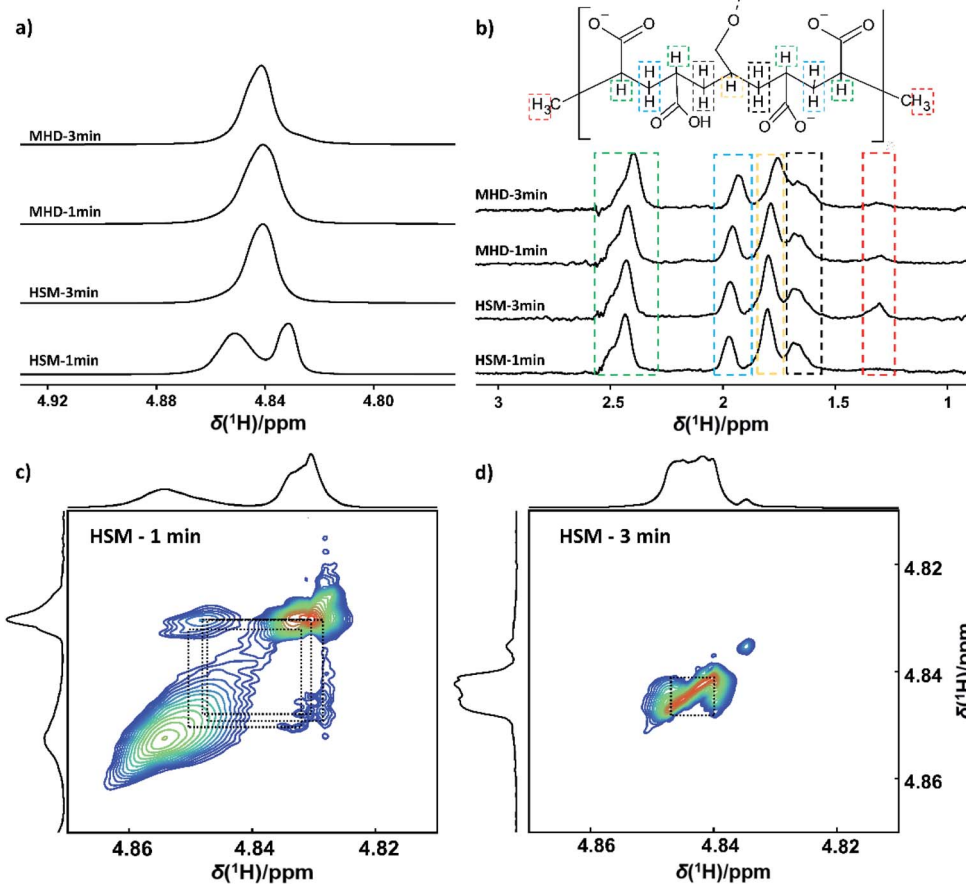 a)
MHD-3min
MHD-1min
HSM-3min
HSM-1min
4.92 4.88 4.84 4.80
δ(¹H)/ppm
b)
O⁻ O O O⁻ O
H H H H H H H
H₃C H H H H H H CH₃
O OH O O⁻
MHD-3min
MHD-1min
HSM-3min
HSM-1min
3 2.5 2 1.5 1
δ(¹H)/ppm
c)
HSM - 1 min
4.86 4.84 4.82
δ(¹H)/ppm
d)
HSM - 3 min
4.82
4.84
4.86
δ(¹H)/ppm
4.86 4.84 4.82
δ(¹H)/ppm